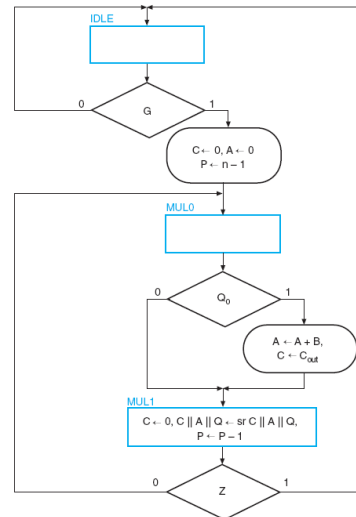 IDLE
0
G
1
C ← 0, A ← 0
P ← n – 1
MUL0
0
Q₀
1
A ← A + B,
C ← Cout
MUL1
C ← 0, C || A || Q ← sr C || A || Q,
P ← P – 1
0
Z
1